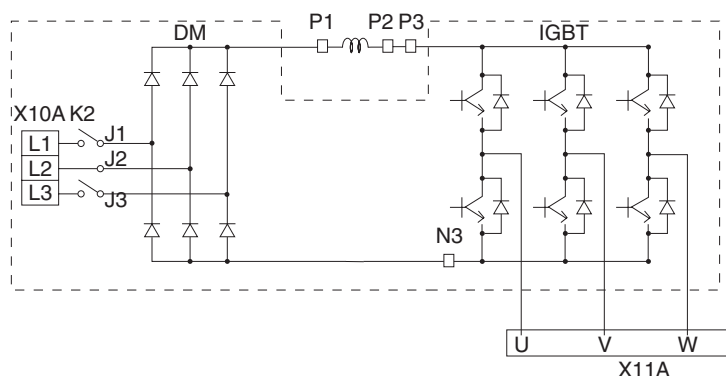 P1 P2 P3
DM IGBT
X10A K2
L1 J1
L2 J2
L3 J3
N3
U V W
X11A